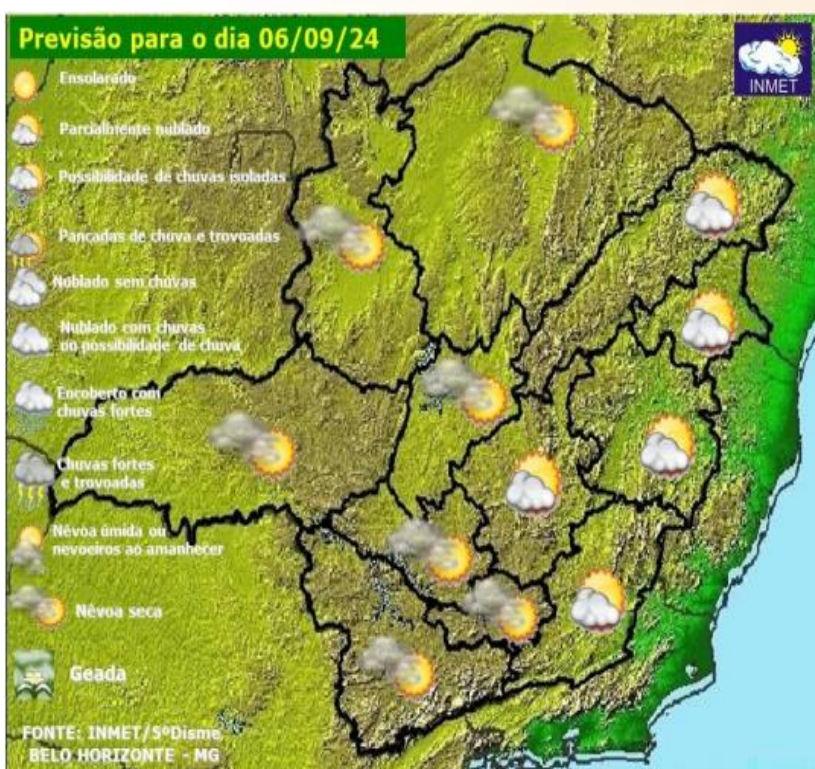 Previsão para o dia 06/09/24
INMET
Ensolarado
Parcialmente nublado
Possibilidade de chuvas isoladas
Pancadas de chuva e trovoadas
Nublado sem chuvas
Nublado com chuvas
ou possibilidade de chuva
Encoberto com
chuvas fortes
Chuvas fortes
e trovoadas
Névoa úmida ou
nevoeiros ao amanhecer
Névoa seca
Geada
FONTE: INMET/5ºDisme
BELO HORIZONTE - MG